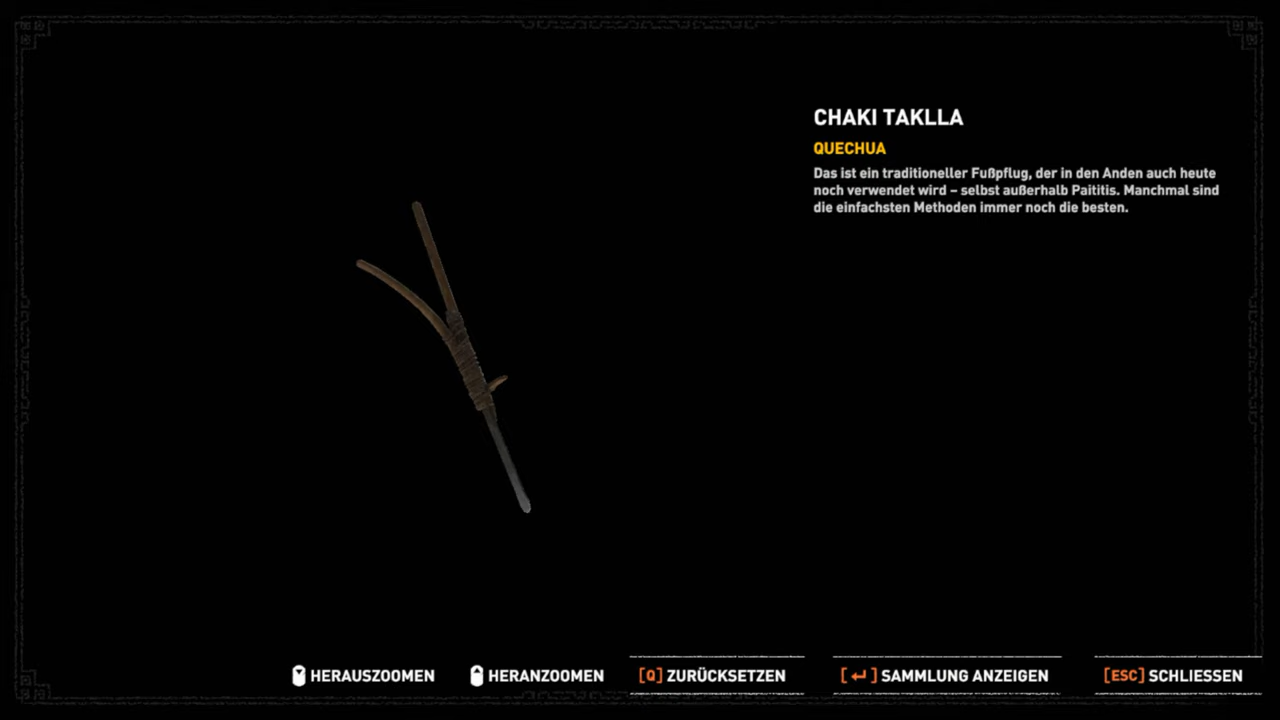 CHAKI TAKLLA
QUECHUA
Das ist ein traditioneller Fußpflug, der in den Anden auch heute
noch verwendet wird – selbst außerhalb Paititis. Manchmal sind
die einfachsten Methoden immer noch die besten.
HERAUSZOOMEN HERANZOOMEN [Q] ZURÜCKSETZEN [↵] SAMMLUNG ANZEIGEN [ESC] SCHLIESSEN